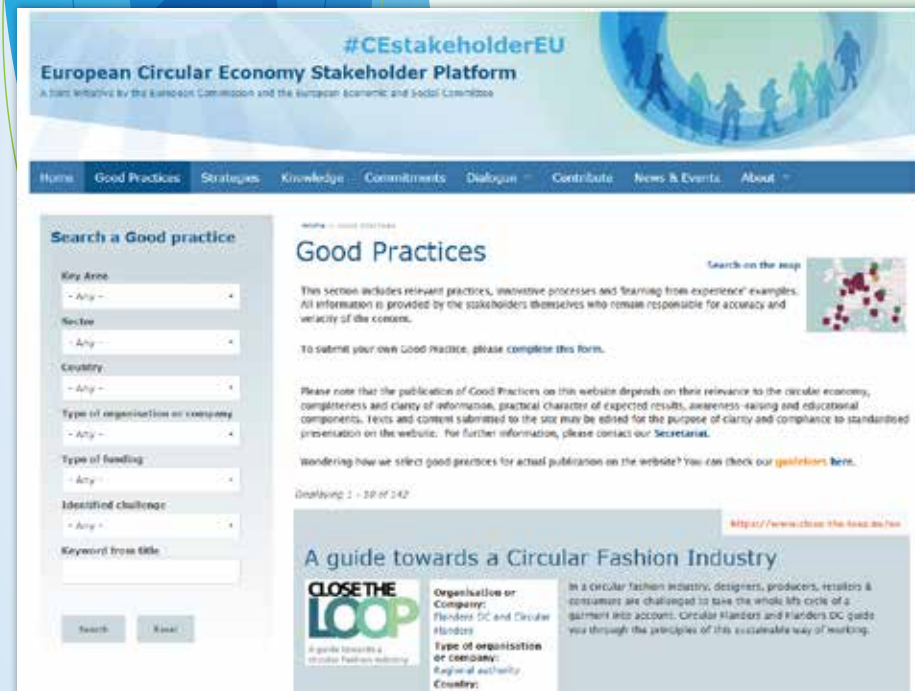 #CEstakeholderEU
European Circular Economy Stakeholder Platform
A joint initiative by the European Commission and the European Economic and Social Committee
Home Good Practices Strategies Knowledge Commitments Dialogue Contribute News & Events About
Search a Good practice
Key Area
- Any -
Sector
- Any -
Country
- Any -
Type of organisation or company
- Any -
Type of funding
- Any -
Identified challenge
- Any -
Keyword from title
Search Reset
Home > Good Practices
Good Practices
Search on the map
This section includes relevant practices, innovative processes and 'learning from experience' examples.
All information is provided by the stakeholders themselves who remain responsible for accuracy and
veracity of the content.
To submit your own Good Practice, please complete this form.
Please note that the publication of Good Practices on this website depends on their relevance to the circular economy,
completeness and clarity of information, practical character of expected results, awareness -raising and educational
components. Texts and content submitted to the site may be edited for the purpose of clarity and compliance to standardised
presentation on the website. For further information, please contact our Secretariat.
Wondering how we select good practices for actual publication on the website? You can check our guidelines here.
Displaying 1 - 10 of 142
A guide towards a Circular Fashion Industry
CLOSE THE
LOOP
A guide towards a
circular fashion industry
Organisation or
Company:
Flanders DC and Circular
Flanders
Type of organisation
or company:
Regional authority
Country:
In a circular fashion industry, designers, producers, retailers &
consumers are challenged to take the whole life cycle of a
garment into account. Circular Flanders and Flanders DC guide
you through the principles of this sustainable way of working.